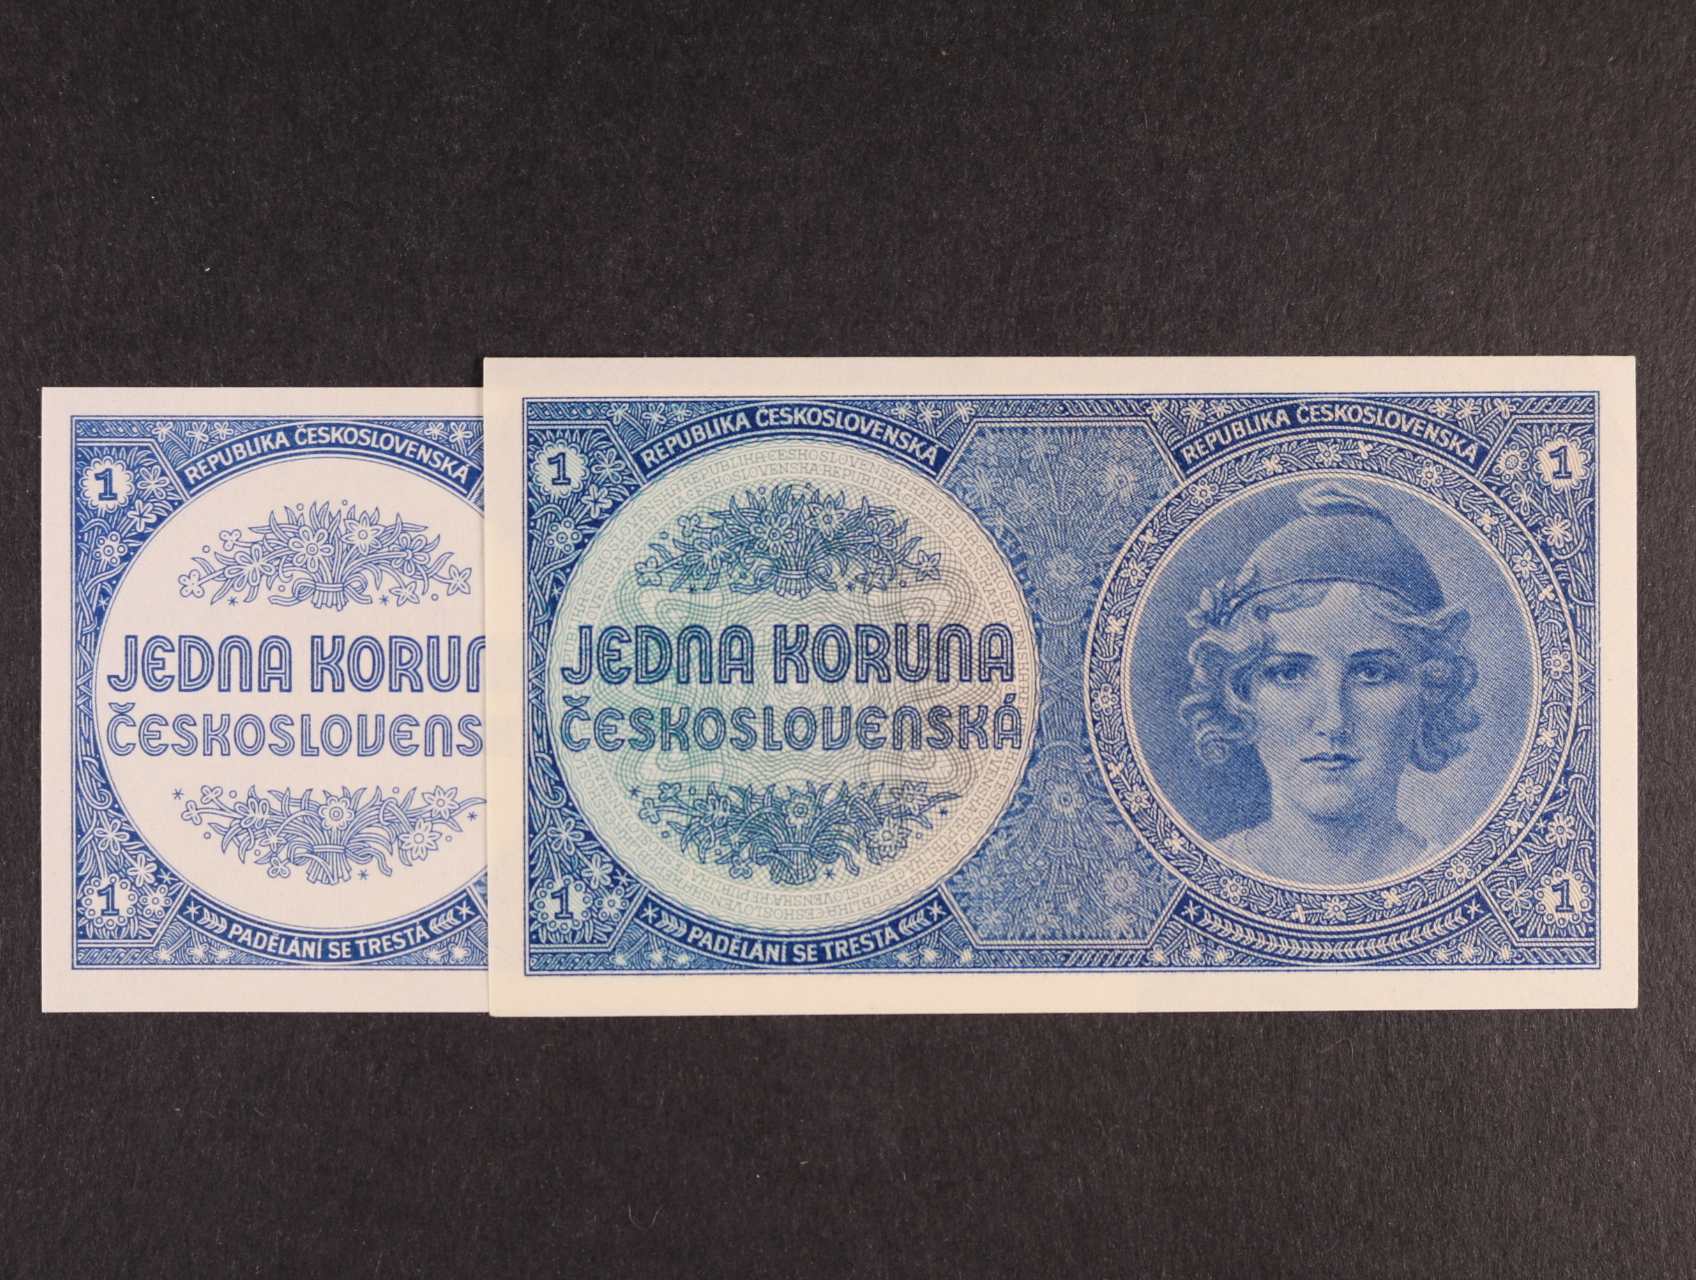 REPUBLIKA ČESKOSLOVENSKÁ
1
JEDNA KORUN
ČESKOSLOVENS
1
PADĚLÁNÍ SE TRESTÁ
REPUBLIKA ČESKOSLOVENSKÁ
REPUBLIKA ČESKOSLOVENSKÁ
1
1
JEDNA KORUNA
ČESKOSLOVENSKÁ
1
1
PADĚLÁNÍ SE TRESTÁ